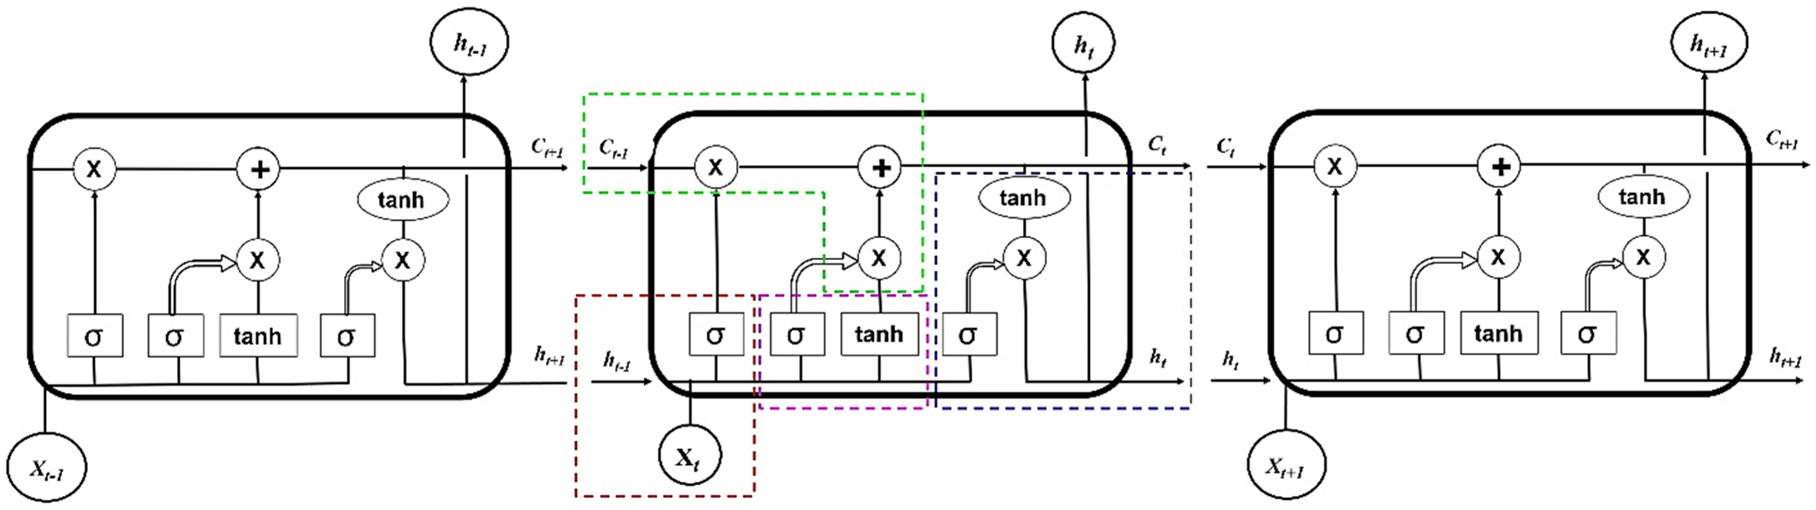 h_{t-1}
h_t
h_{t+1}
C_{t+1}
C_{t-1}
C_t
C_t
C_{t+1}
X
+
X
+
X
+
tanh
tanh
tanh
X
X
X
X
X
X
σ
σ
tanh
σ
σ
σ
tanh
σ
σ
σ
tanh
σ
h_{t+1}
h_{t-1}
h_t
h_t
h_{t+1}
X_{t-1}
X_t
X_{t+1}